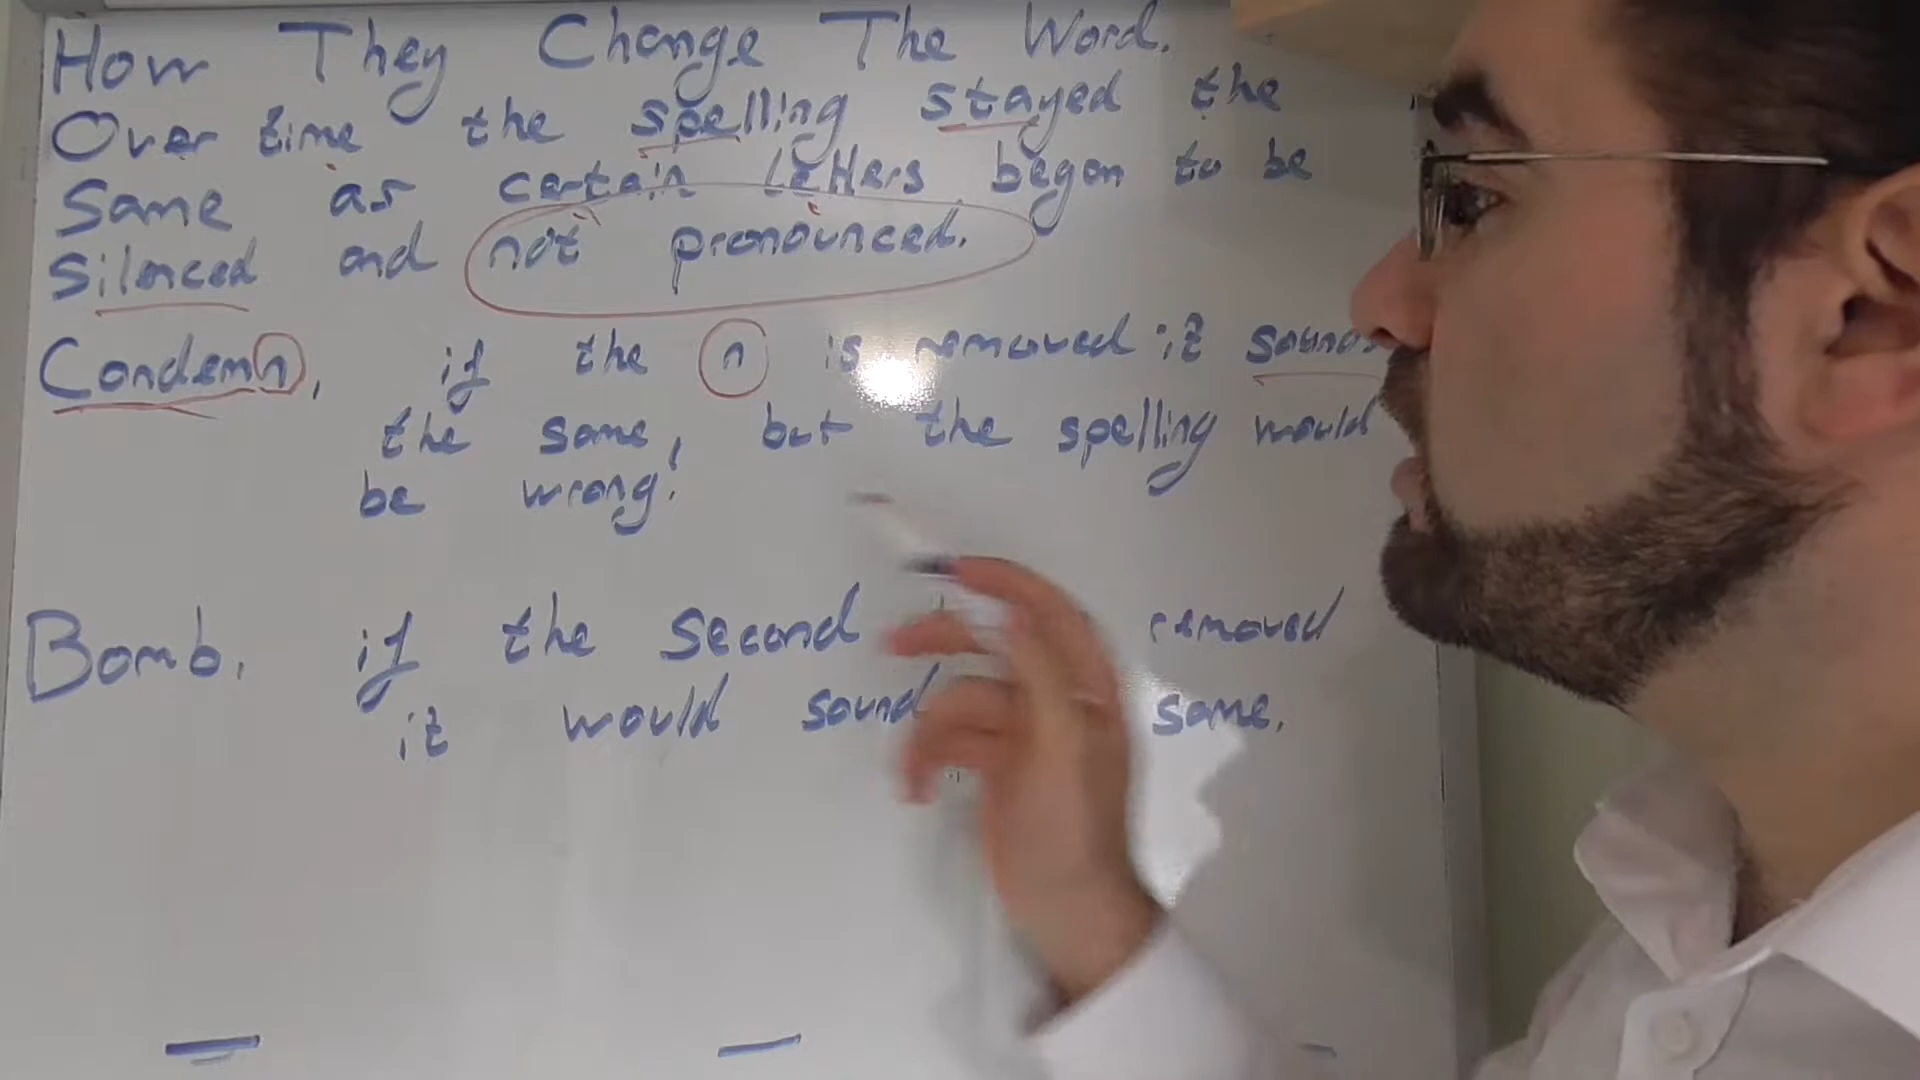 How They Change The Word.
Over time the spelling stayed the
same as certain letters began to be
silenced and not pronounced.
Condemn, if the n is removed it sounds
the same, but the spelling would
be wrong!
Bomb, if the second removed
it would sound same.